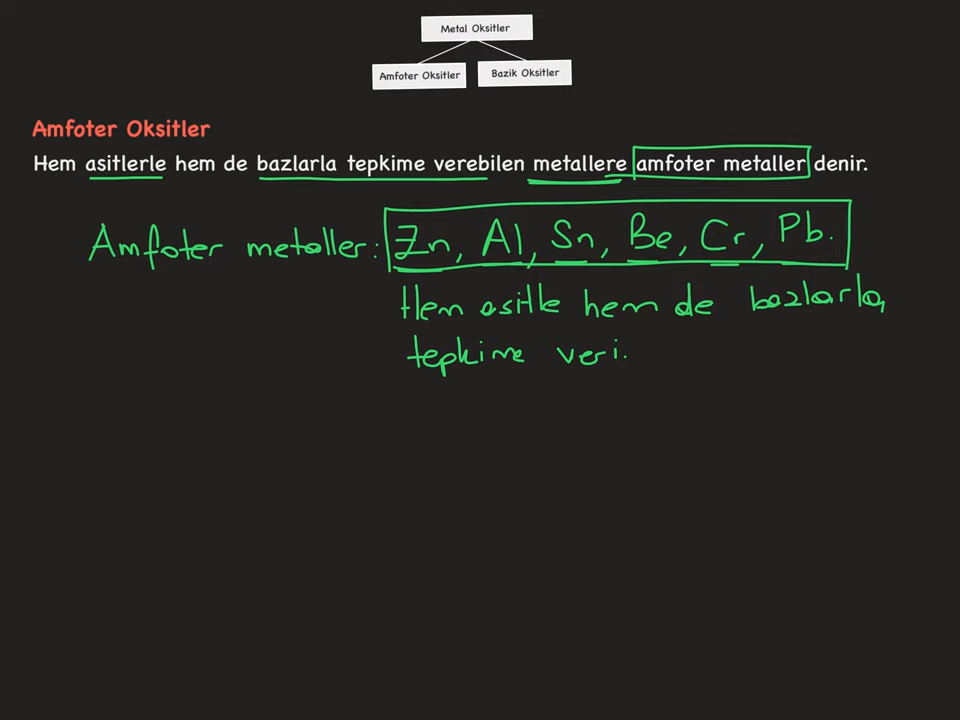 Metal Oksitler
Amfoter Oksitler
Bazik Oksitler
Amfoter Oksitler
Hem asitlerle hem de bazlarla tepkime verebilen metallere amfoter metaller denir.
Amfoter metaller: Zn, Al, Sn, Be, Cr, Pb.
Hem asitle hem de bazlarla
tepkime veri.